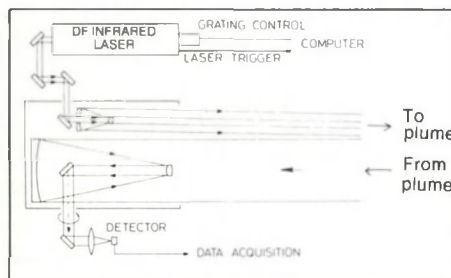 DF INFRARED
LASER
GRATING CONTROL
COMPUTER
LASER TRIGGER
To
plume
From
plume
DETECTOR
DATA ACQUISITION